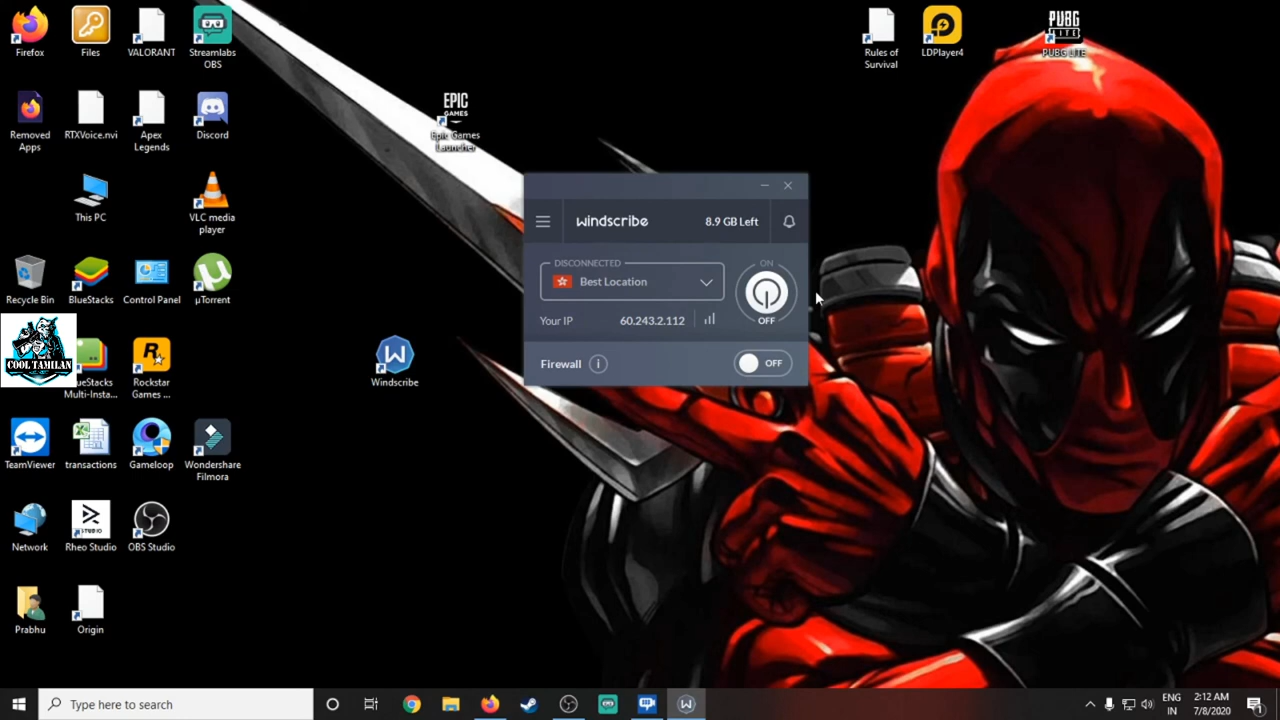 Firefox
Files
VALORANT
Streamlabs
OBS
Rules of
Survival
LDPlayer4
PUBG
LITE
PUBG LITE
Removed
Apps
RTXVoice.nvi
Apex
Legends
Discord
EPIC
GAMES
Epic Games
Launcher
This PC
VLC media
player
windscribe
8.9 GB Left
DISCONNECTED
Best Location
ON
OFF
Your IP
60.243.2.112
Firewall
i
OFF
Recycle Bin
BlueStacks
Control Panel
µTorrent
COOL TAMILAN
Multi-Insta...
R
Rockstar
Games ...
W
Windscribe
TeamViewer
transactions
Gameloop
Wondershare
Filmora
Network
STUDIO
Rheo Studio
OBS Studio
Prabhu
Origin
Type here to search
W
ENG
IN
2:12 AM
7/8/2020
1